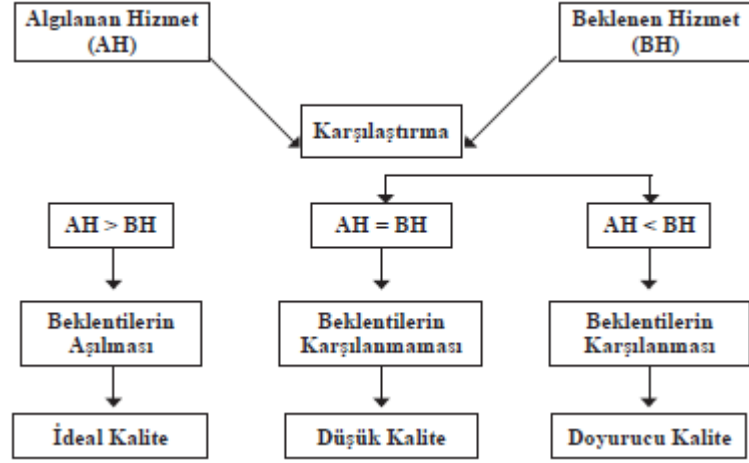 Algılanan Hizmet
(AH)
Beklenen Hizmet
(BH)
Karşılaştırma
AH > BH
AH = BH
AH < BH
Beklentilerin
Aşılması
Beklentilerin
Karşılanmaması
Beklentilerin
Karşılanması
İdeal Kalite
Düşük Kalite
Doyurucu Kalite